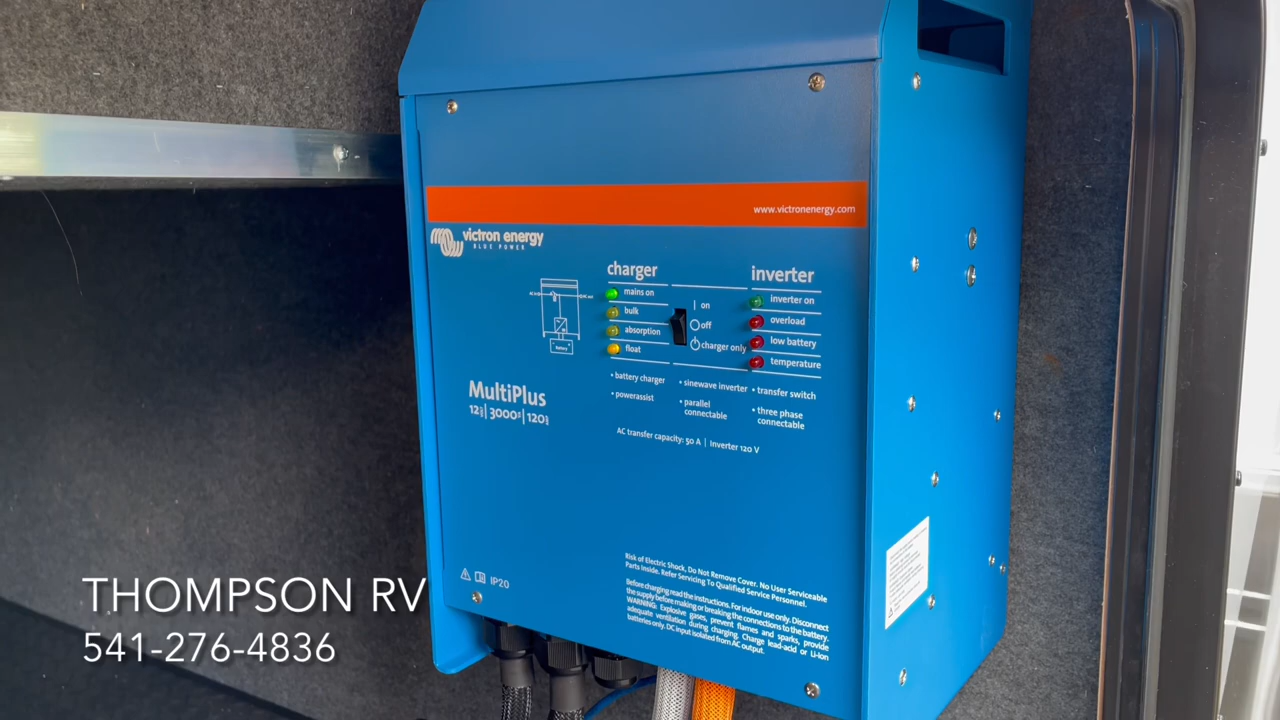 www.victronenergy.com
victron energy
BLUE POWER
charger
inverter
mains on
bulk
absorption
float
on
off
charger only
inverter on
overload
low battery
temperature
Battery
MultiPlus
12 | 3000 | 120
• battery charger
• powerassist
• sinewave inverter
• parallel
connectable
• transfer switch
• three phase
connectable
AC transfer capacity: 50 A | Inverter 120 V
Risk of Electric Shock, Do Not Remove Cover. No User Serviceable
Parts Inside. Refer Servicing To Qualified Service Personnel.
Before charging read the instructions. For indoor use only. Disconnect
the supply before making or breaking the connections to the battery.
WARNING: Explosive gases, prevent flames and sparks, provide
adequate ventilation during charging. Charge lead-acid or Li-Ion
batteries only. DC input isolated from AC output.
IP20
THOMPSON RV
541-276-4836